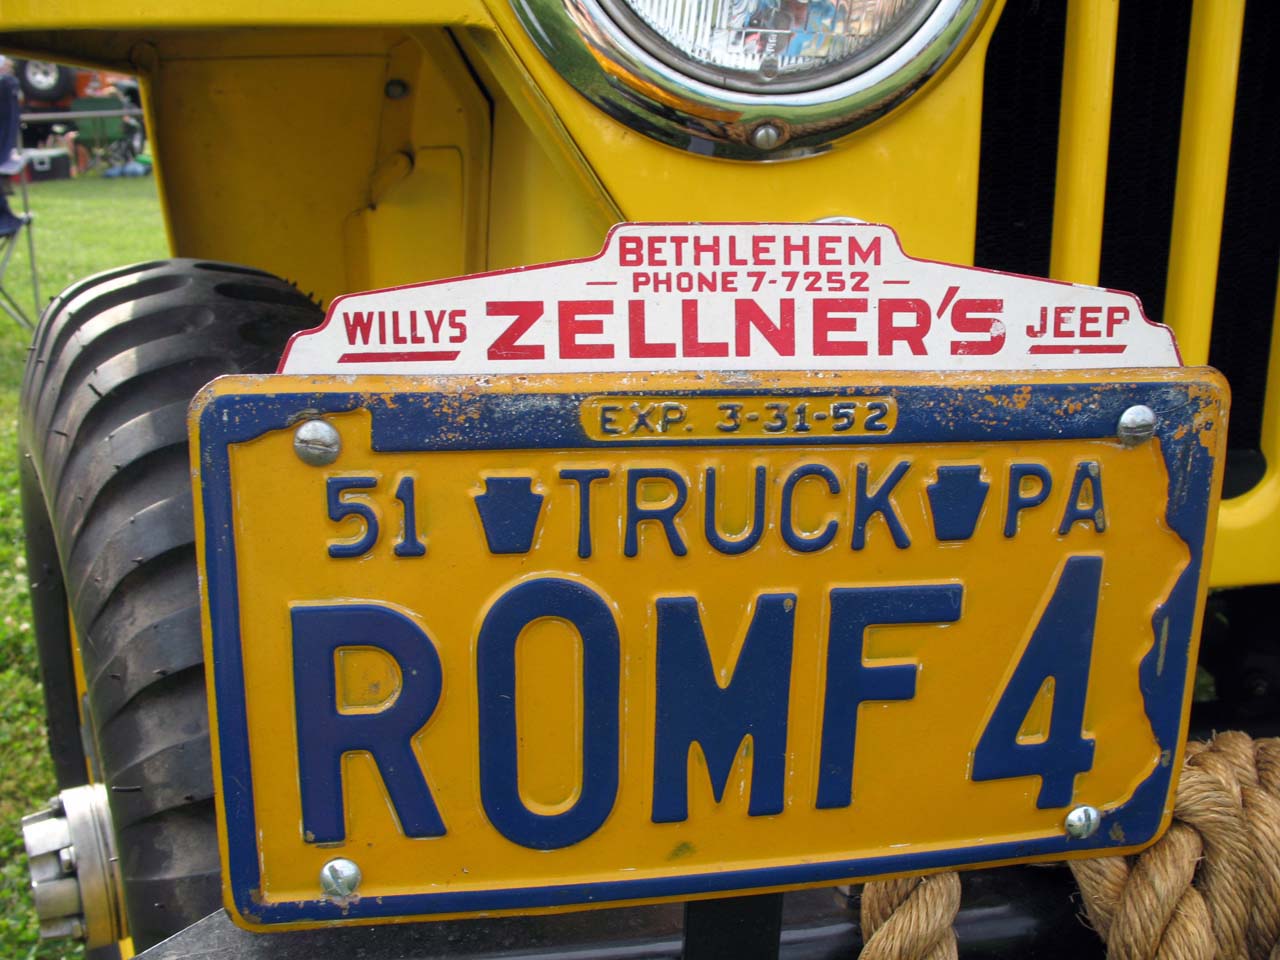 BETHLEHEM
PHONE 7-7252
WILLYS ZELLNER'S JEEP
EXP. 3-31-52
51 TRUCK PA
ROMF4